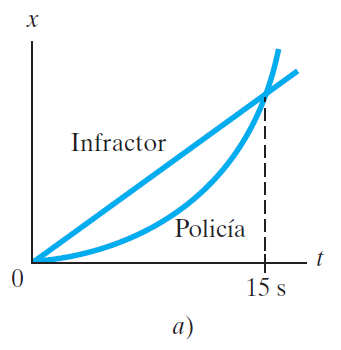 x
Infractor
Policía
t
0
15 s
a)